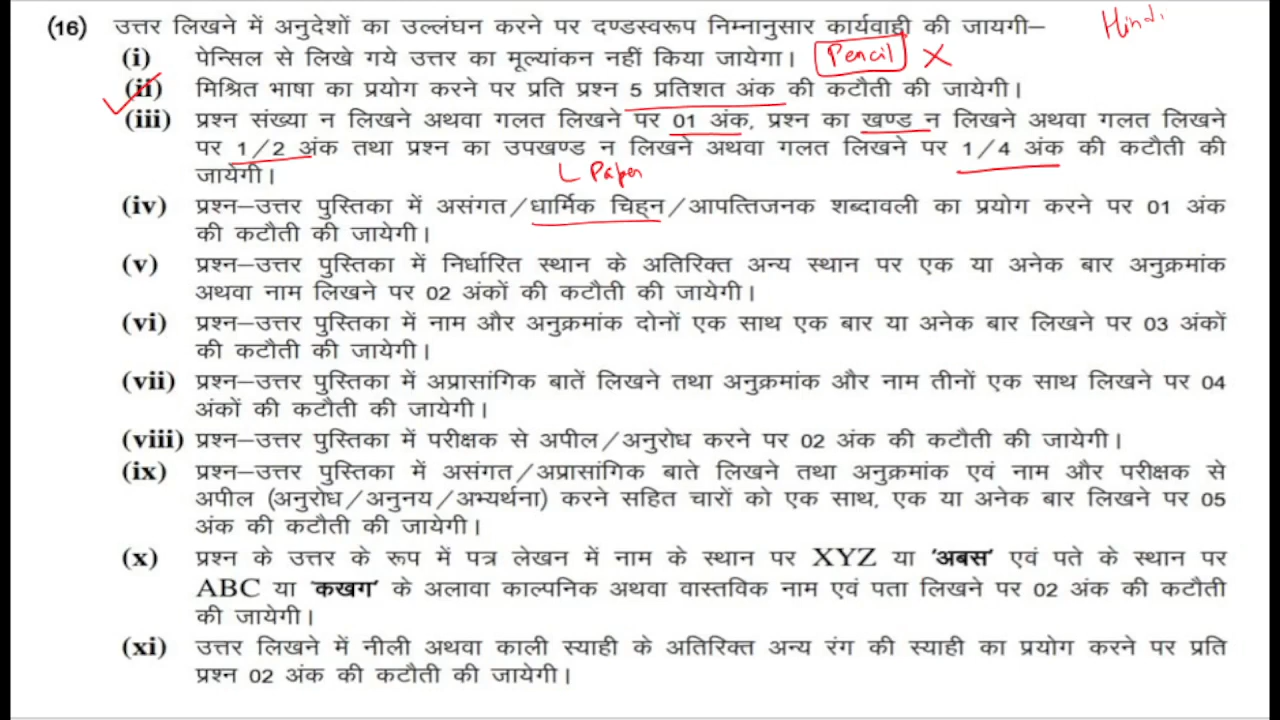 Hindi.
(16) उत्तर लिखने में अनुदेशों का उल्लंघन करने पर दण्डस्वरूप निम्नानुसार कार्यवाही की जायगी–
(i) पेन्सिल से लिखे गये उत्तर का मूल्यांकन नहीं किया जायेगा। Pencil X
(ii) मिश्रित भाषा का प्रयोग करने पर प्रति प्रश्न 5 प्रतिशत अंक की कटौती की जायेगी।
(iii) प्रश्न संख्या न लिखने अथवा गलत लिखने पर 01 अंक, प्रश्न का खण्ड न लिखने अथवा गलत लिखने
पर 1/2 अंक तथा प्रश्न का उपखण्ड न लिखने अथवा गलत लिखने पर 1/4 अंक की कटौती की
जायेगी। Paper
(iv) प्रश्न–उत्तर पुस्तिका में असंगत/धार्मिक चिह्न/आपत्तिजनक शब्दावली का प्रयोग करने पर 01 अंक
की कटौती की जायेगी।
(v) प्रश्न–उत्तर पुस्तिका में निर्धारित स्थान के अतिरिक्त अन्य स्थान पर एक या अनेक बार अनुक्रमांक
अथवा नाम लिखने पर 02 अंकों की कटौती की जायेगी।
(vi) प्रश्न–उत्तर पुस्तिका में नाम और अनुक्रमांक दोनों एक साथ एक बार या अनेक बार लिखने पर 03 अंकों
की कटौती की जायेगी।
(vii) प्रश्न–उत्तर पुस्तिका में अप्रासांगिक बातें लिखने तथा अनुक्रमांक और नाम तीनों एक साथ लिखने पर 04
अंकों की कटौती की जायेगी।
(viii) प्रश्न–उत्तर पुस्तिका में परीक्षक से अपील/अनुरोध करने पर 02 अंक की कटौती की जायेगी।
(ix) प्रश्न–उत्तर पुस्तिका में असंगत/अप्रासांगिक बाते लिखने तथा अनुक्रमांक एवं नाम और परीक्षक से
अपील (अनुरोध/अनुनय/अभ्यर्थना) करने सहित चारों को एक साथ, एक या अनेक बार लिखने पर 05
अंक की कटौती की जायेगी।
(x) प्रश्न के उत्तर के रूप में पत्र लेखन में नाम के स्थान पर XYZ या 'अबस' एवं पते के स्थान पर
ABC या 'कखग' के अलावा काल्पनिक अथवा वास्तविक नाम एवं पता लिखने पर 02 अंक की कटौती
की जायेगी।
(xi) उत्तर लिखने में नीली अथवा काली स्याही के अतिरिक्त अन्य रंग की स्याही का प्रयोग करने पर प्रति
प्रश्न 02 अंक की कटौती की जायेगी।